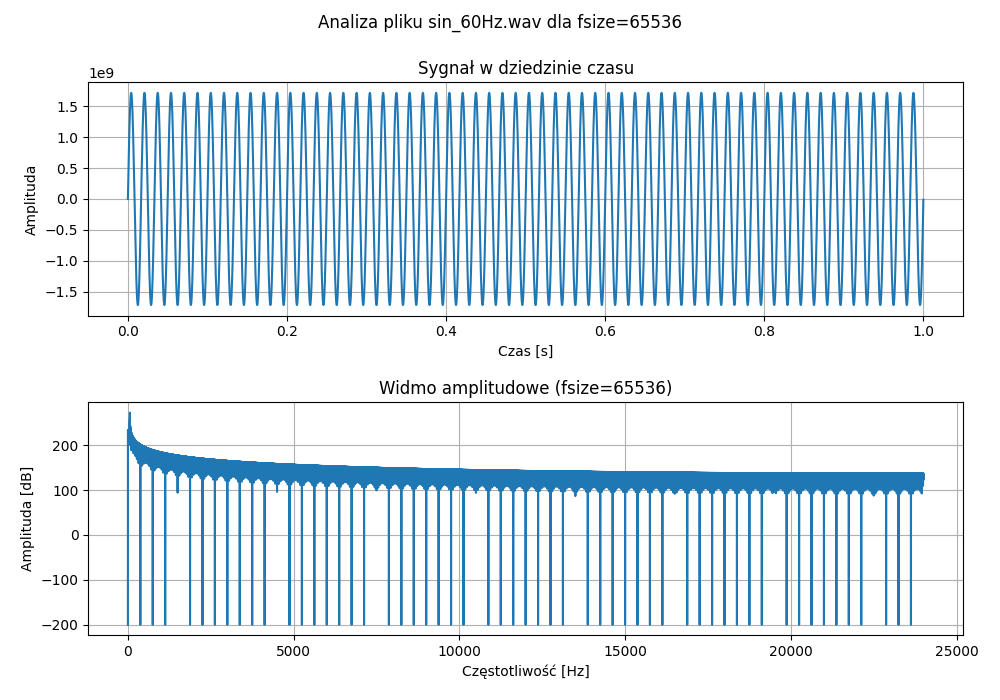 Analiza pliku sin_60Hz.wav dla fsize=65536
Sygnał w dziedzinie czasu
1e9
1.5
1.0
0.5
0.0
−0.5
−1.0
−1.5
Amplituda
0.0 0.2 0.4 0.6 0.8 1.0
Czas [s]
Widmo amplitudowe (fsize=65536)
200
100
0
−100
−200
Amplituda [dB]
0 5000 10000 15000 20000 25000
Częstotliwość [Hz]